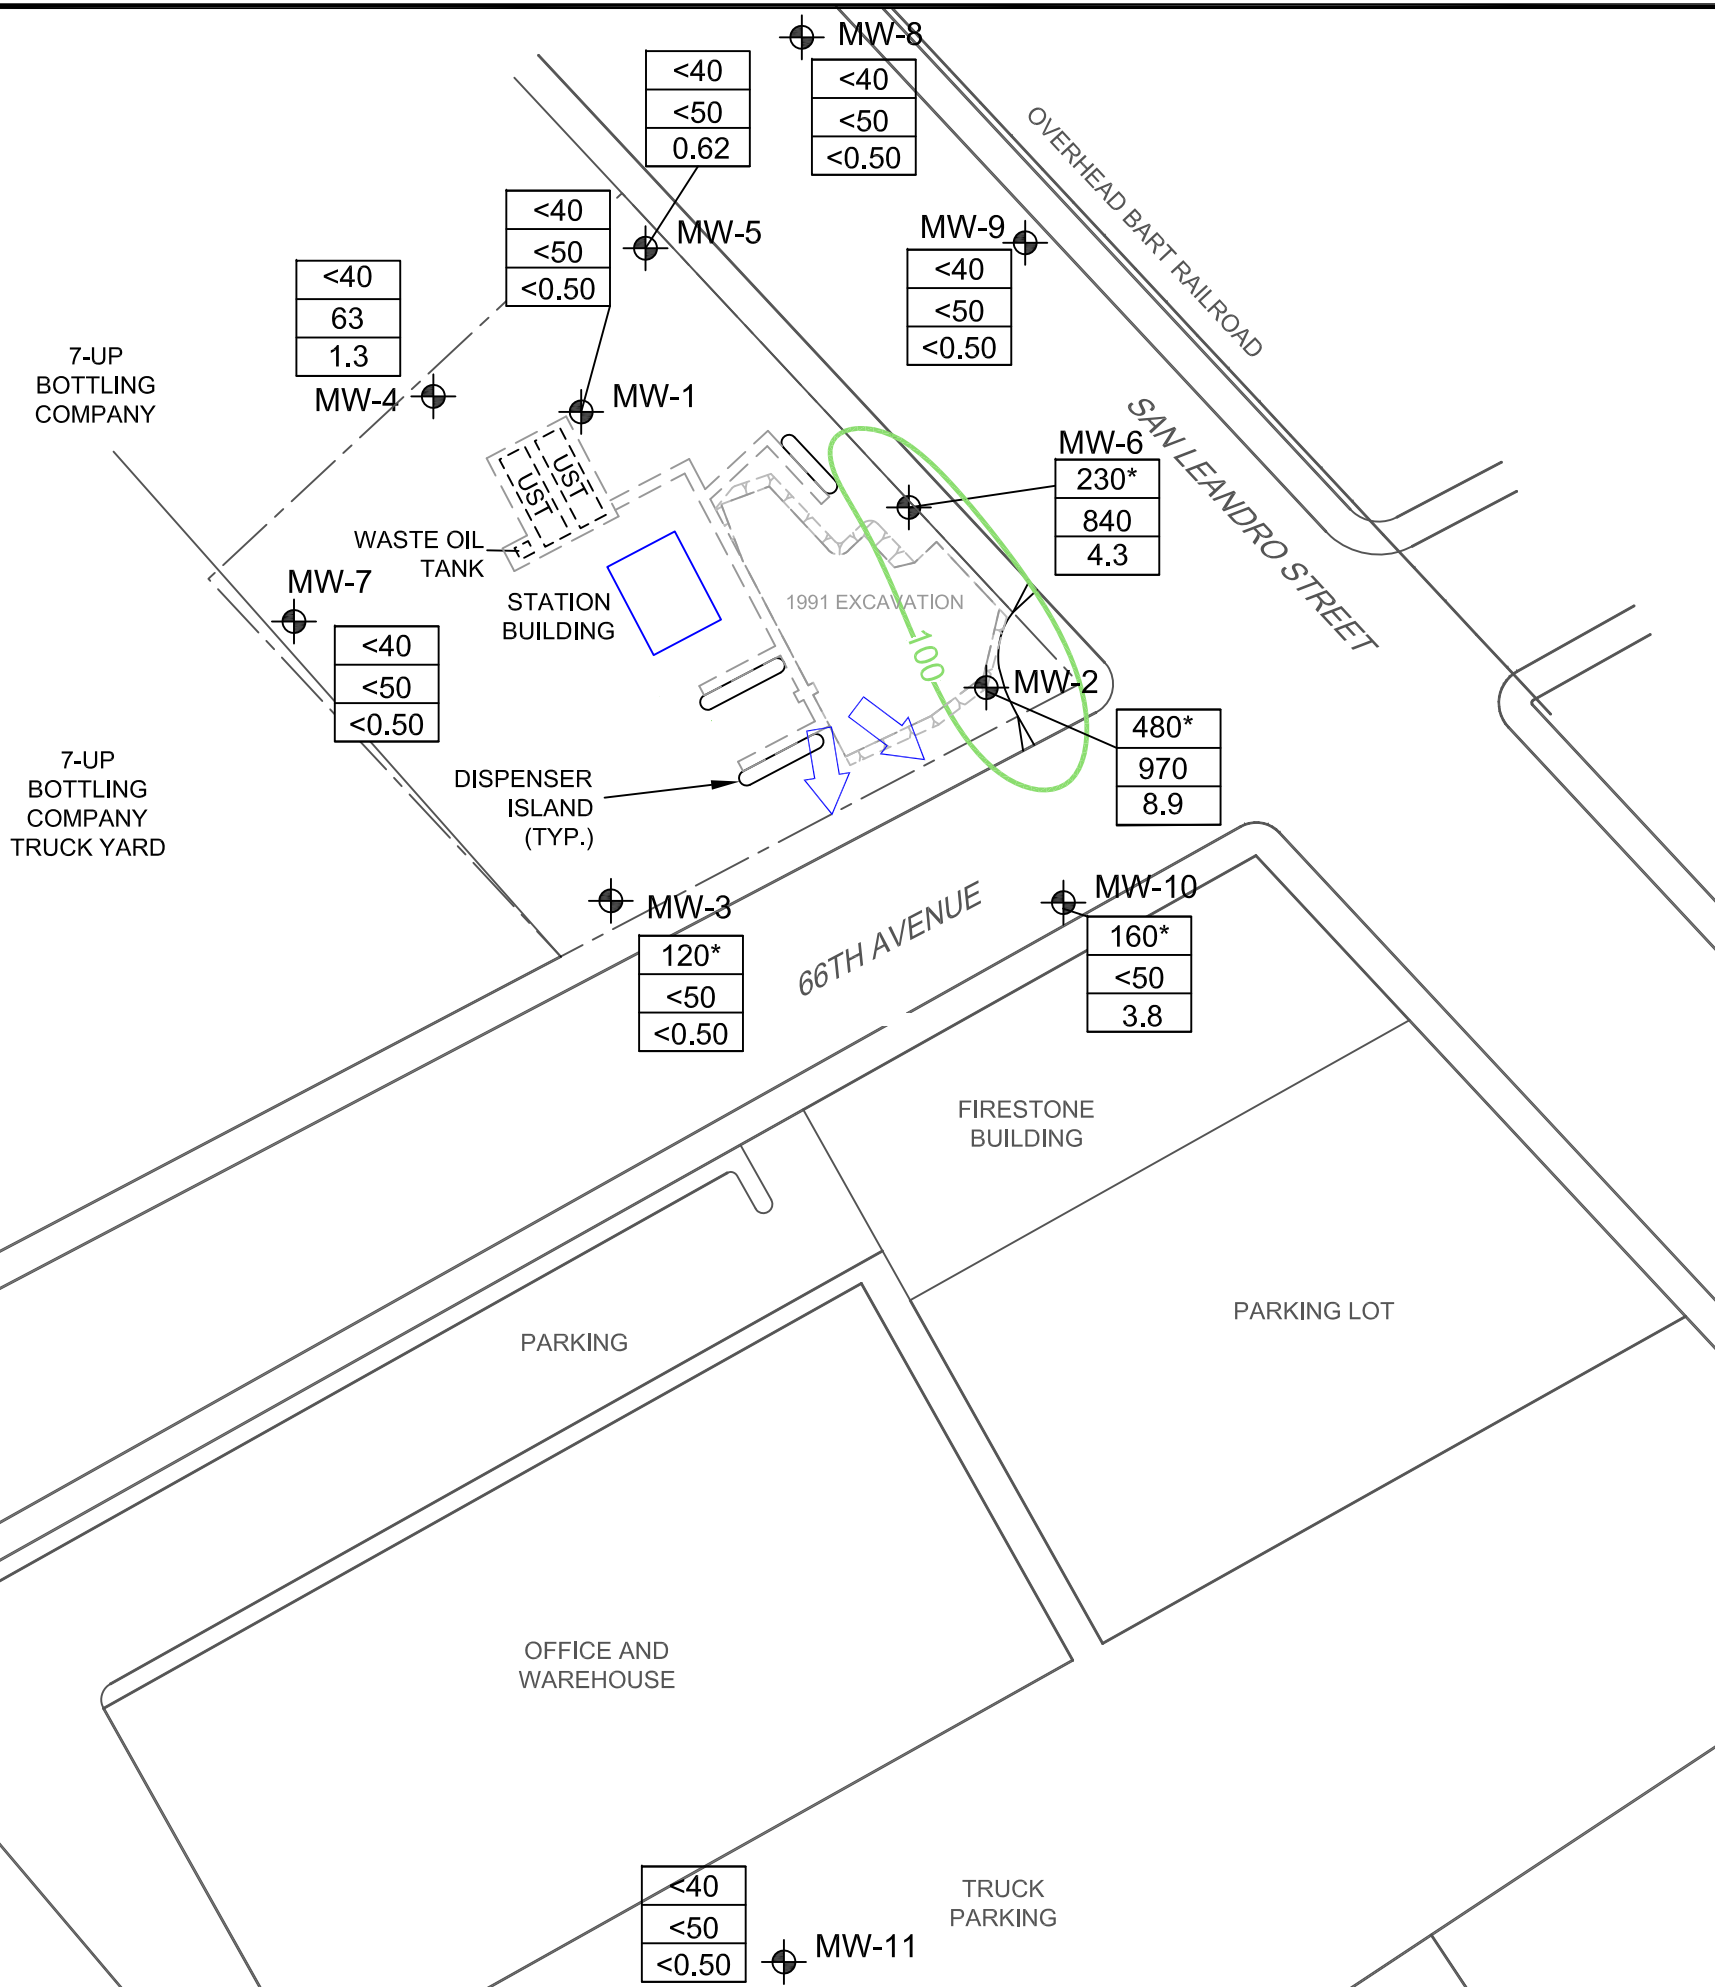 MW-8
<40
<50
0.62
<40
<50
<0.50
OVERHEAD BART RAILROAD
<40
<50
<0.50
MW-5
MW-9
<40
<50
<0.50
<40
63
1.3
MW-4
MW-1
7-UP
BOTTLING
COMPANY
SAN LEANDRO STREET
MW-6
230*
840
4.3
UST
UST
WASTE OIL
TANK
MW-7
<40
<50
<0.50
STATION
BUILDING
1991 EXCAVATION
100
MW-2
480*
970
8.9
7-UP
BOTTLING
COMPANY
TRUCK YARD
DISPENSER
ISLAND
(TYP.)
MW-3
120*
<50
<0.50
66TH AVENUE
MW-10
160*
<50
3.8
FIRESTONE
BUILDING
PARKING
PARKING LOT
OFFICE AND
WAREHOUSE
<40
<50
<0.50
MW-11
TRUCK
PARKING